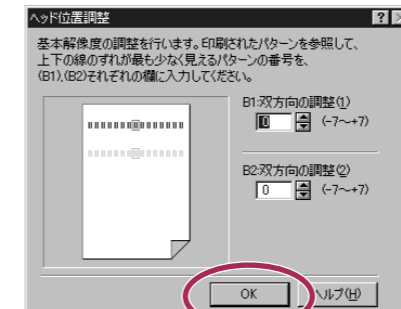 ヘッド位置調整
基本解像度の調整を行います。印刷されたパターンを参照して、
上下の線のずれが最も少なく見えるパターンの番号を、
(B1),(B2)それぞれの欄に入力してください。
B1:双方向の調整(1)
0 (-7～+7)
B2:双方向の調整(2)
0 (-7～+7)
OK ヘルプ(H)